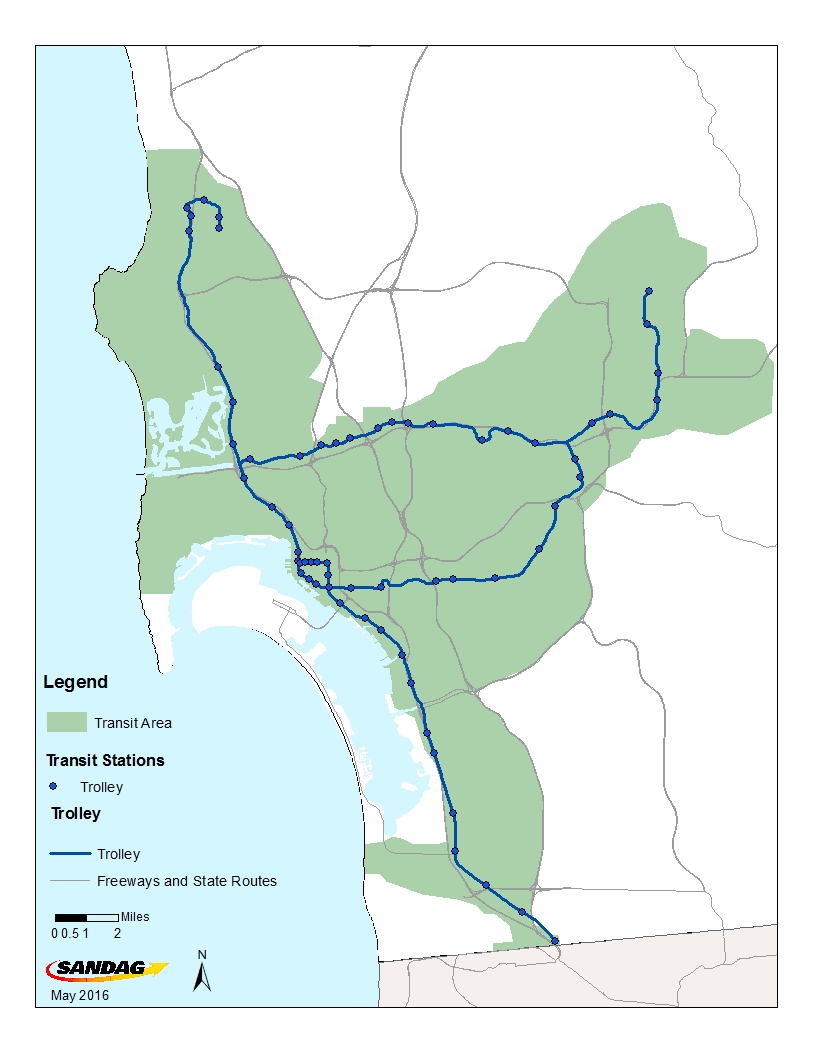 Legend
Transit Area
Transit Stations
Trolley
Trolley
Trolley
Freeways and State Routes
Miles
0 0.5 1 2
SANDAG
N
May 2016